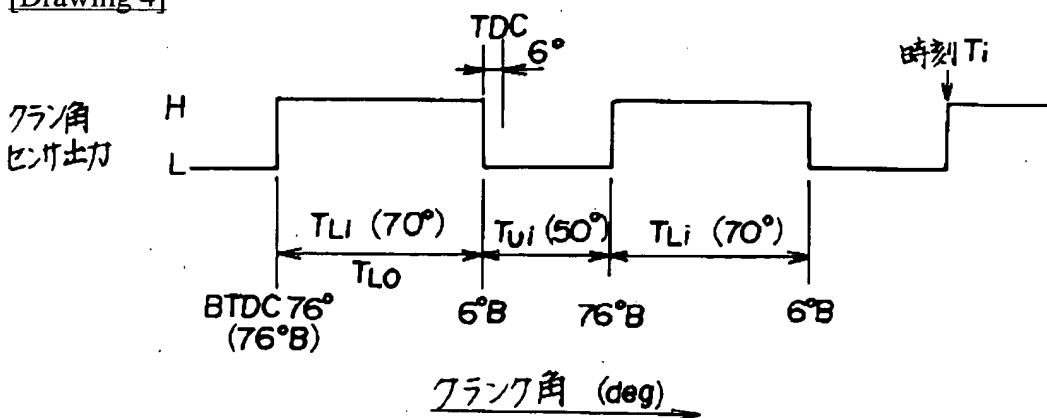 [Drawing 4]
TDC
6°
時刻 Ti
クラン角
センサ出力
H
L
TLi (70°)
TUi (50°)
TLi (70°)
TLO
BTDC 76°
(76°B)
6°B
76°B
6°B
クランク角 (deg)